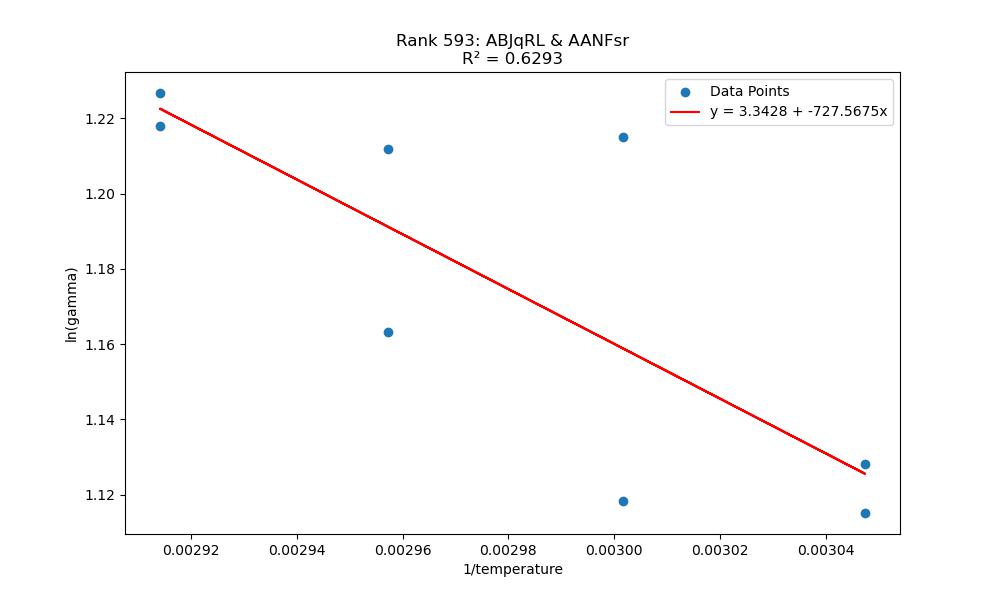 Rank 593: ABJqRL & AANFsr
R² = 0.6293
Data Points
y = 3.3428 + -727.5675x
ln(gamma)
1.22
1.20
1.18
1.16
1.14
1.12
0.00292 0.00294 0.00296 0.00298 0.00300 0.00302 0.00304
1/temperature